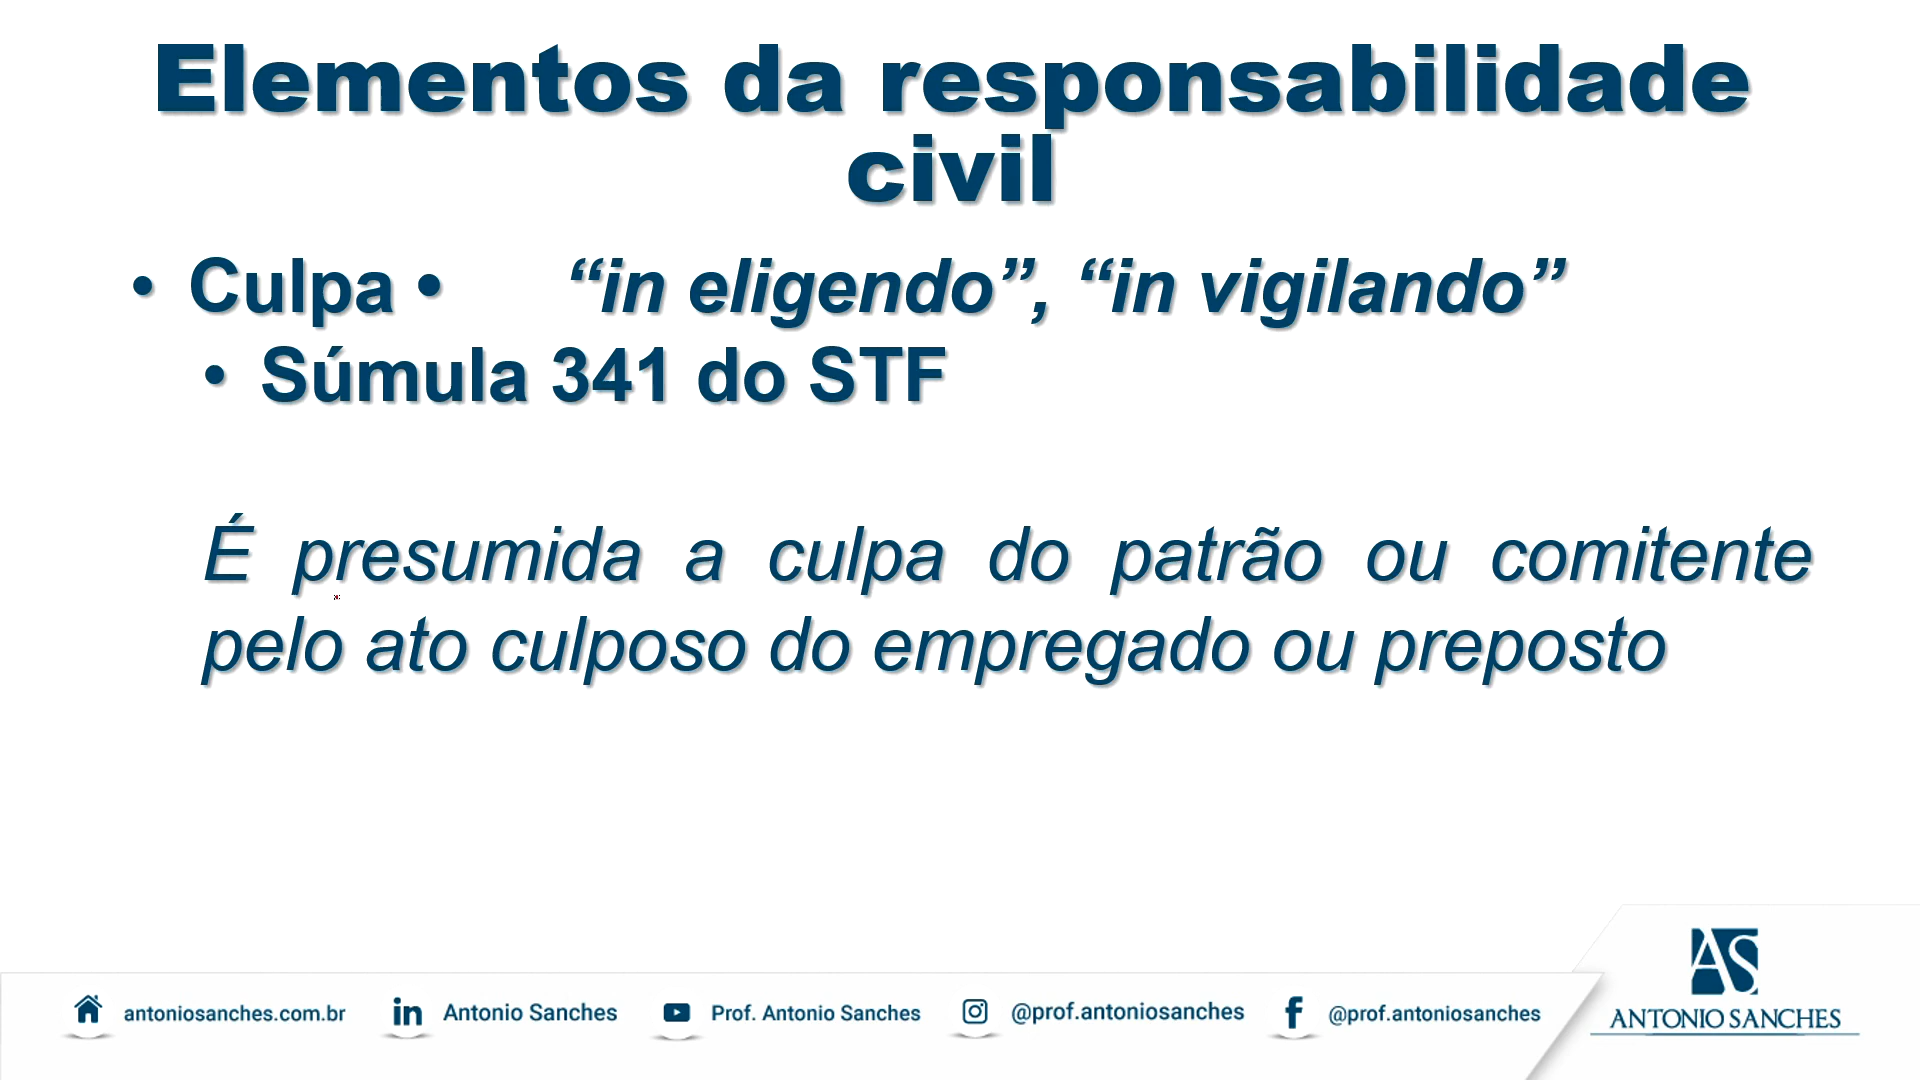 Elementos da responsabilidade
civil
• Culpa • “in eligendo”, “in vigilando”
• Súmula 341 do STF
É presumida a culpa do patrão ou comitente
pelo ato culposo do empregado ou preposto
antoniosanches.com.br
in Antonio Sanches
Prof. Antonio Sanches
@prof.antoniosanches
f @prof.antoniosanches
AS
ANTONIO SANCHES